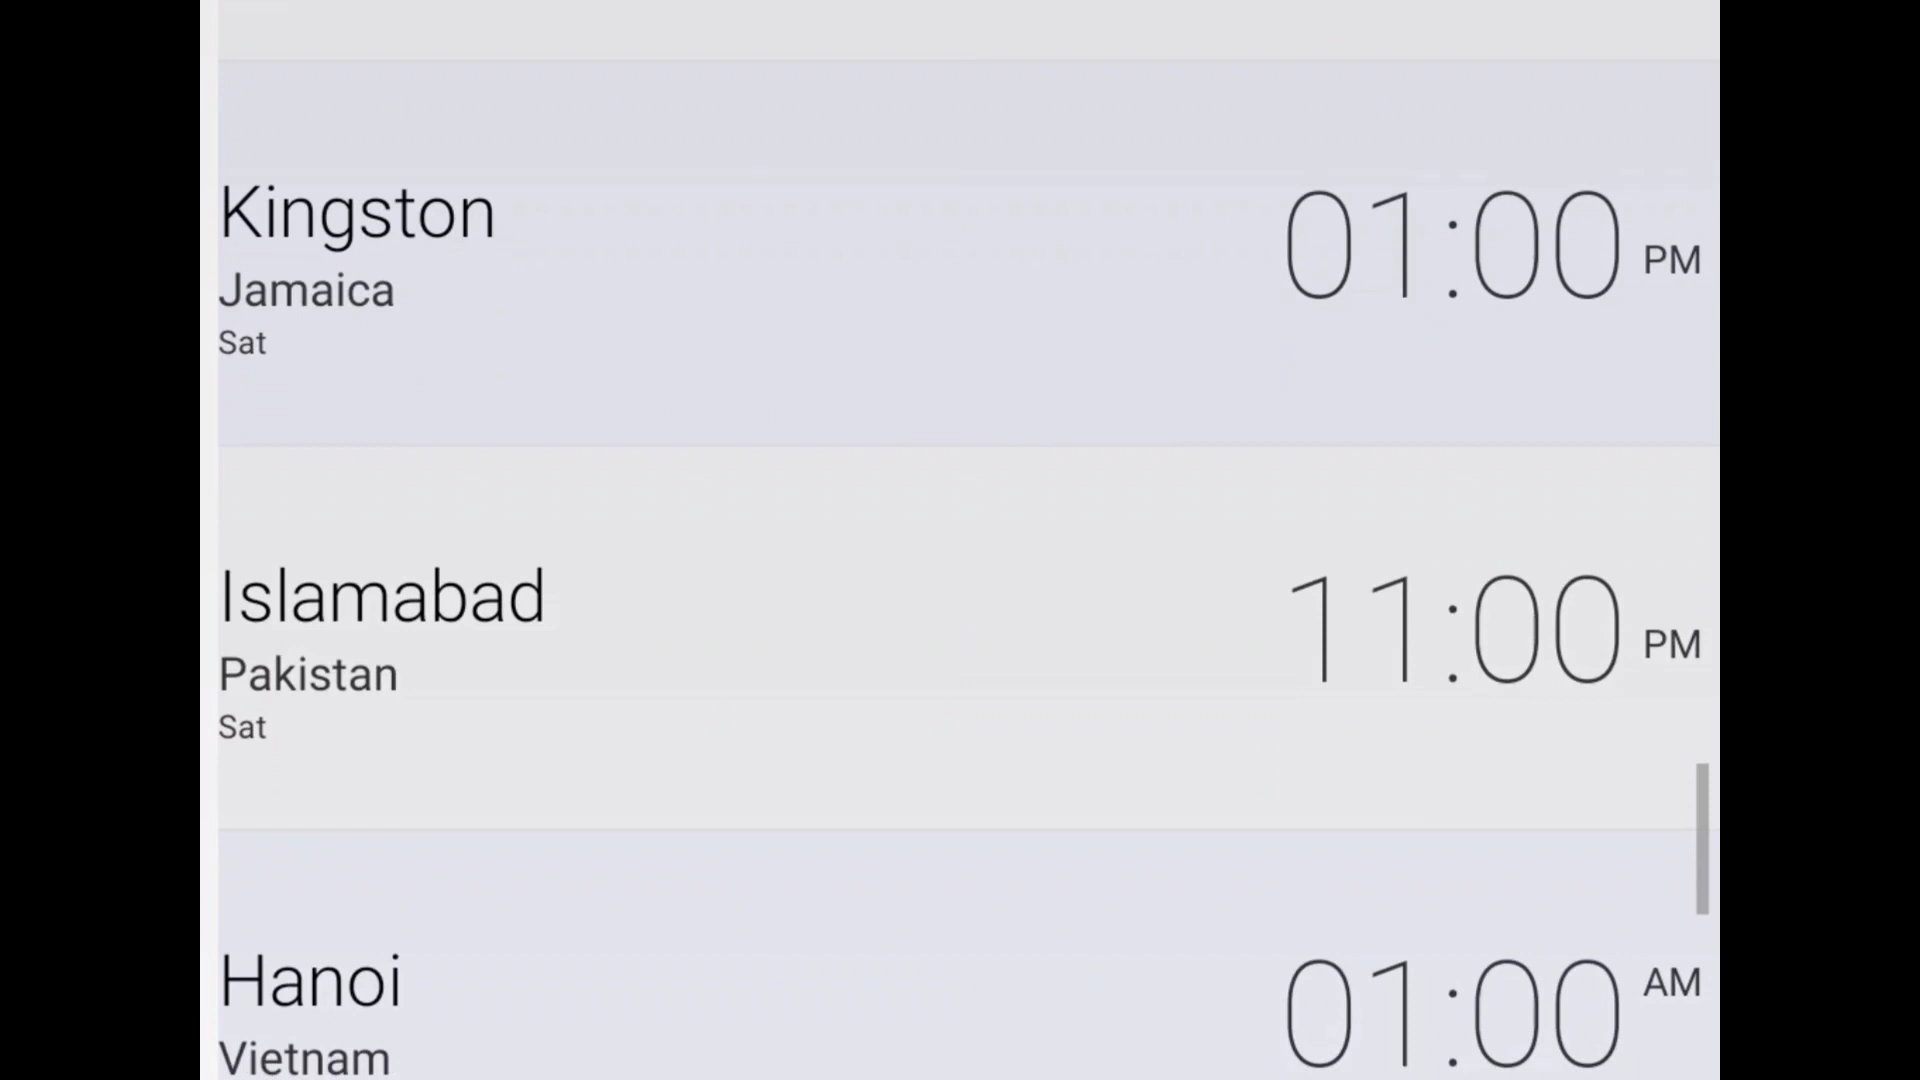 Kingston
01:00 PM
Jamaica
Sat
Islamabad
11:00 PM
Pakistan
Sat
Hanoi
01:00 AM
Vietnam